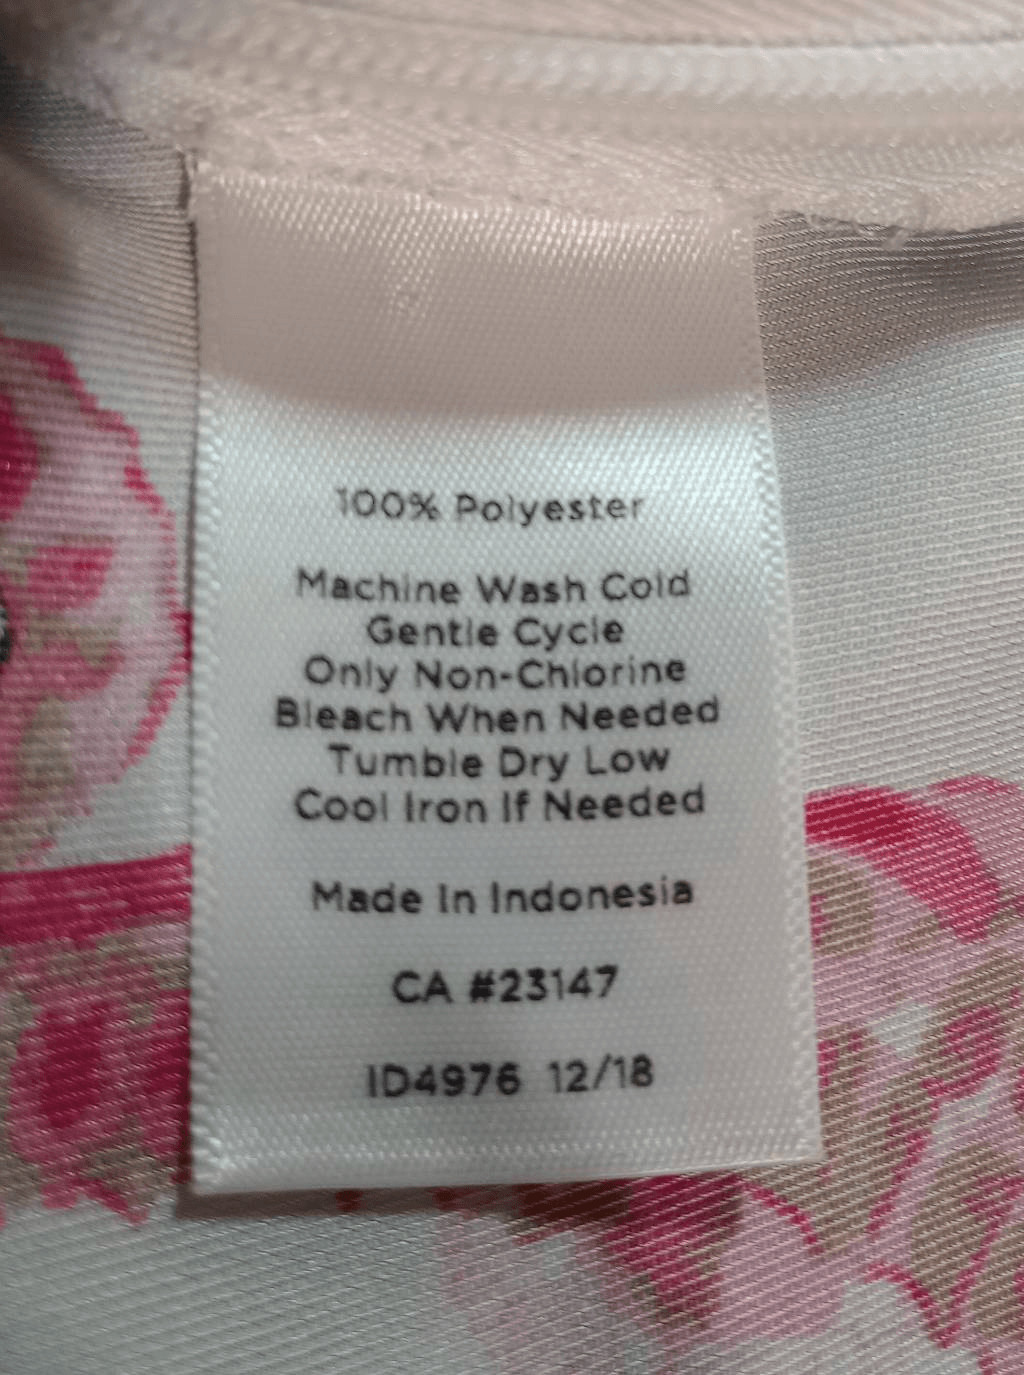 100% Polyester
Machine Wash Cold
Gentle Cycle
Only Non-Chlorine
Bleach When Needed
Tumble Dry Low
Cool Iron If Needed
Made In Indonesia
CA #23147
ID4976 12/18